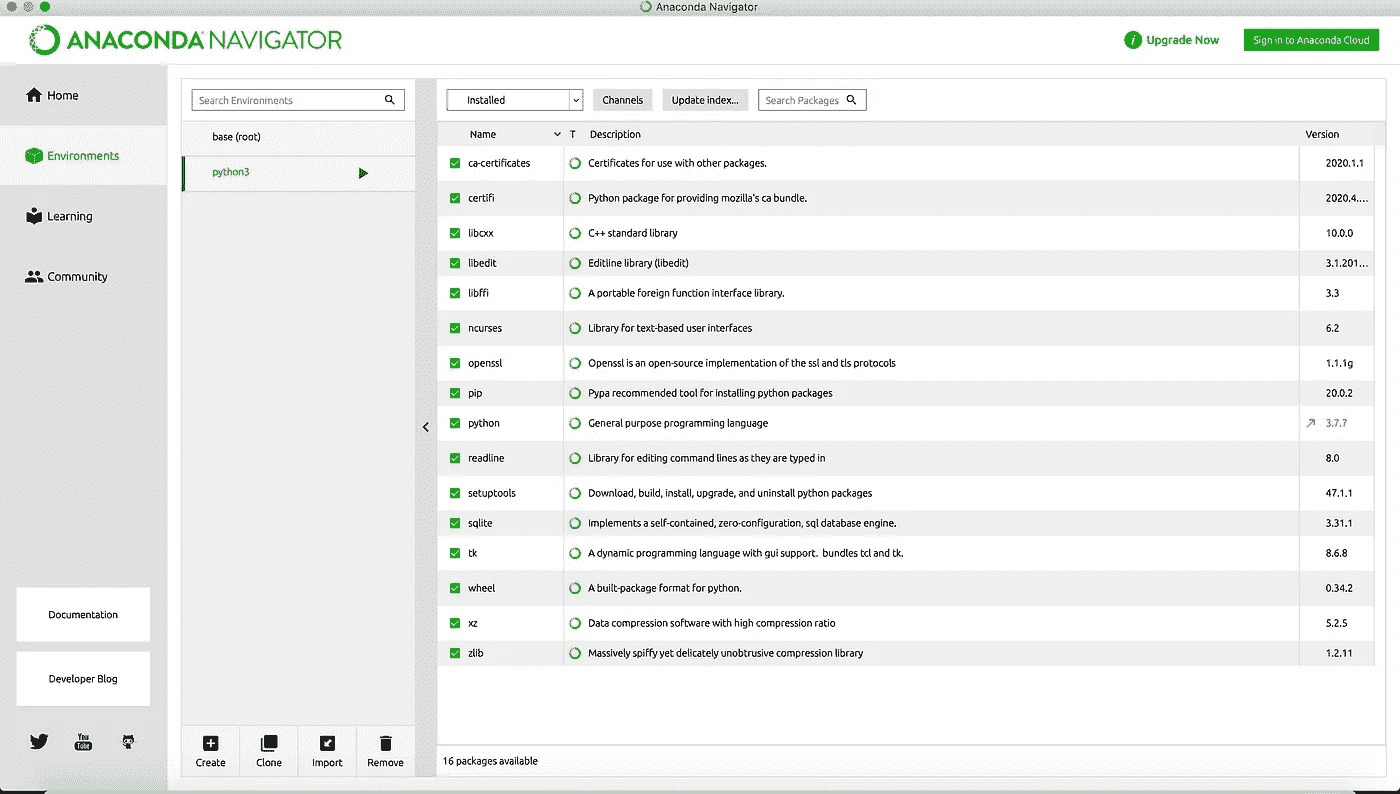 Anaconda Navigator
ANACONDA NAVIGATOR
i Upgrade Now
Sign in to Anaconda Cloud
Home
Environments
Learning
Community
Documentation
Developer Blog
You Tube
Search Environments
base (root)
python3
Create Clone Import Remove
Installed Channels Update index... Search Packages
Name T Description Version
ca-certificates Certificates for use with other packages. 2020.1.1
certifi Python package for providing mozilla's ca bundle. 2020.4....
libcxx C++ standard library 10.0.0
libedit Editline library (libedit) 3.1.201...
libffi A portable foreign function interface library. 3.3
ncurses Library for text-based user interfaces 6.2
openssl Openssl is an open-source implementation of the ssl and tls protocols 1.1.1g
pip Pypa recommended tool for installing python packages 20.0.2
python General purpose programming language 3.7.7
readline Library for editing command lines as they are typed in 8.0
setuptools Download, build, install, upgrade, and uninstall python packages 47.1.1
sqlite Implements a self-contained, zero-configuration, sql database engine. 3.31.1
tk A dynamic programming language with gui support.  bundles tcl and tk. 8.6.8
wheel A built-package format for python. 0.34.2
xz Data compression software with high compression ratio 5.2.5
zlib Massively spiffy yet delicately unobtrusive compression library 1.2.11
16 packages available